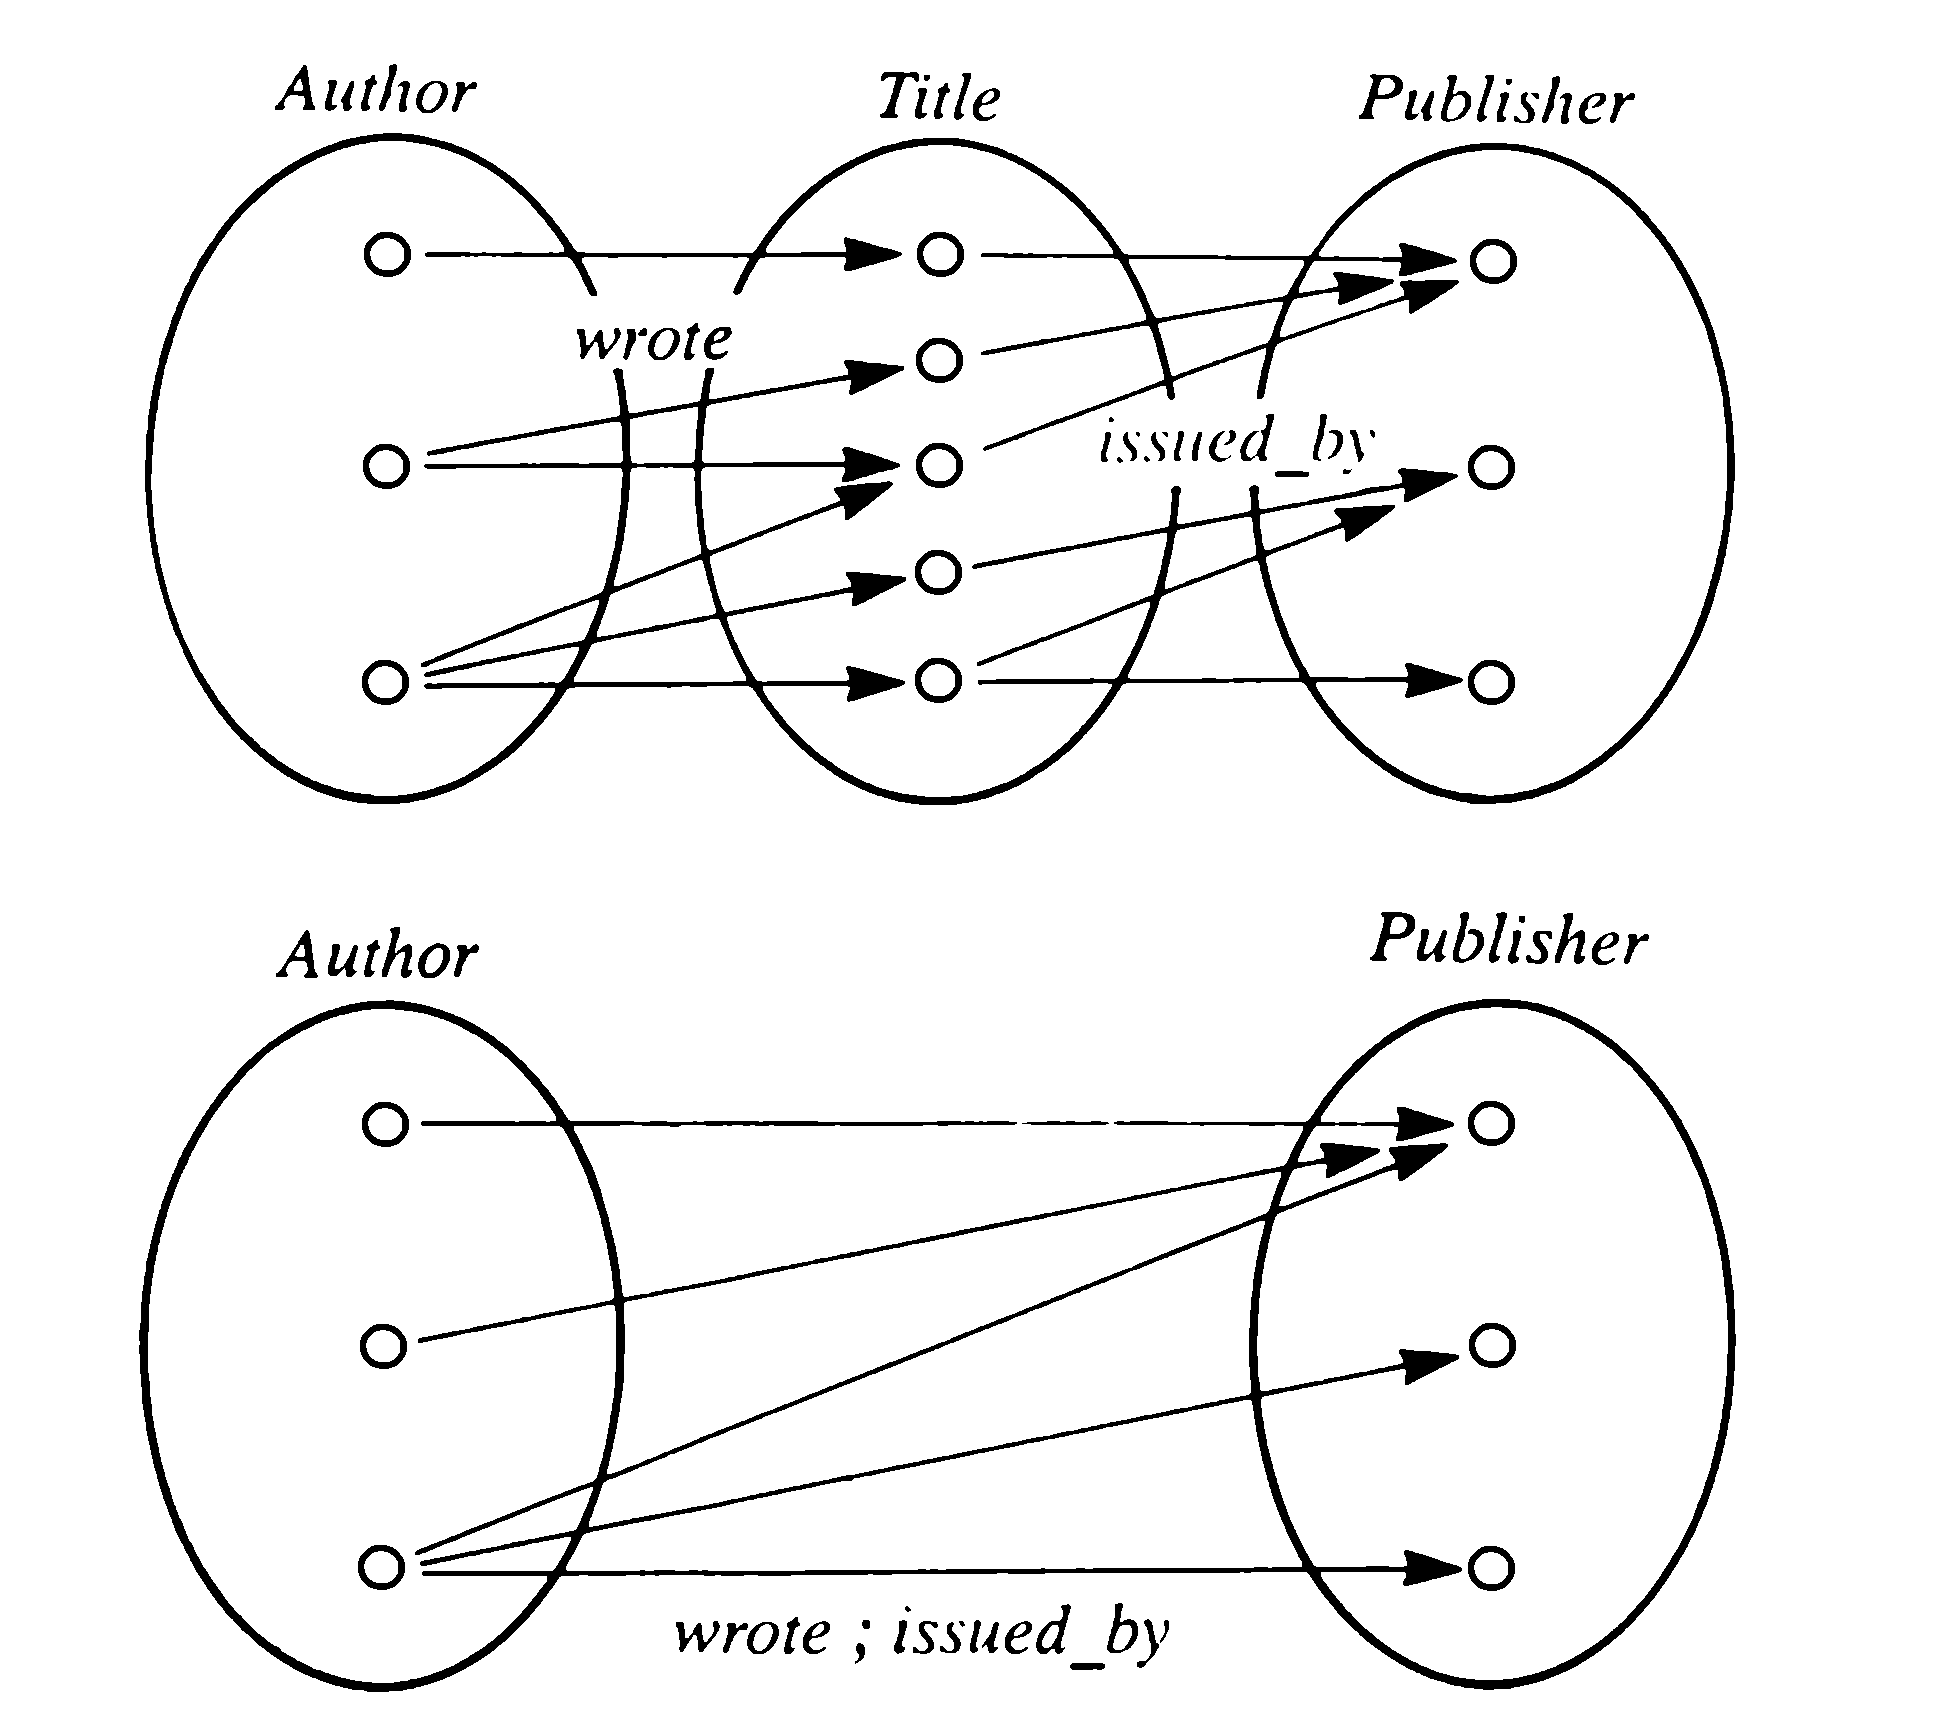 Author
Title
Publisher
wrote
issued_by
Author
Publisher
wrote ; issued_by